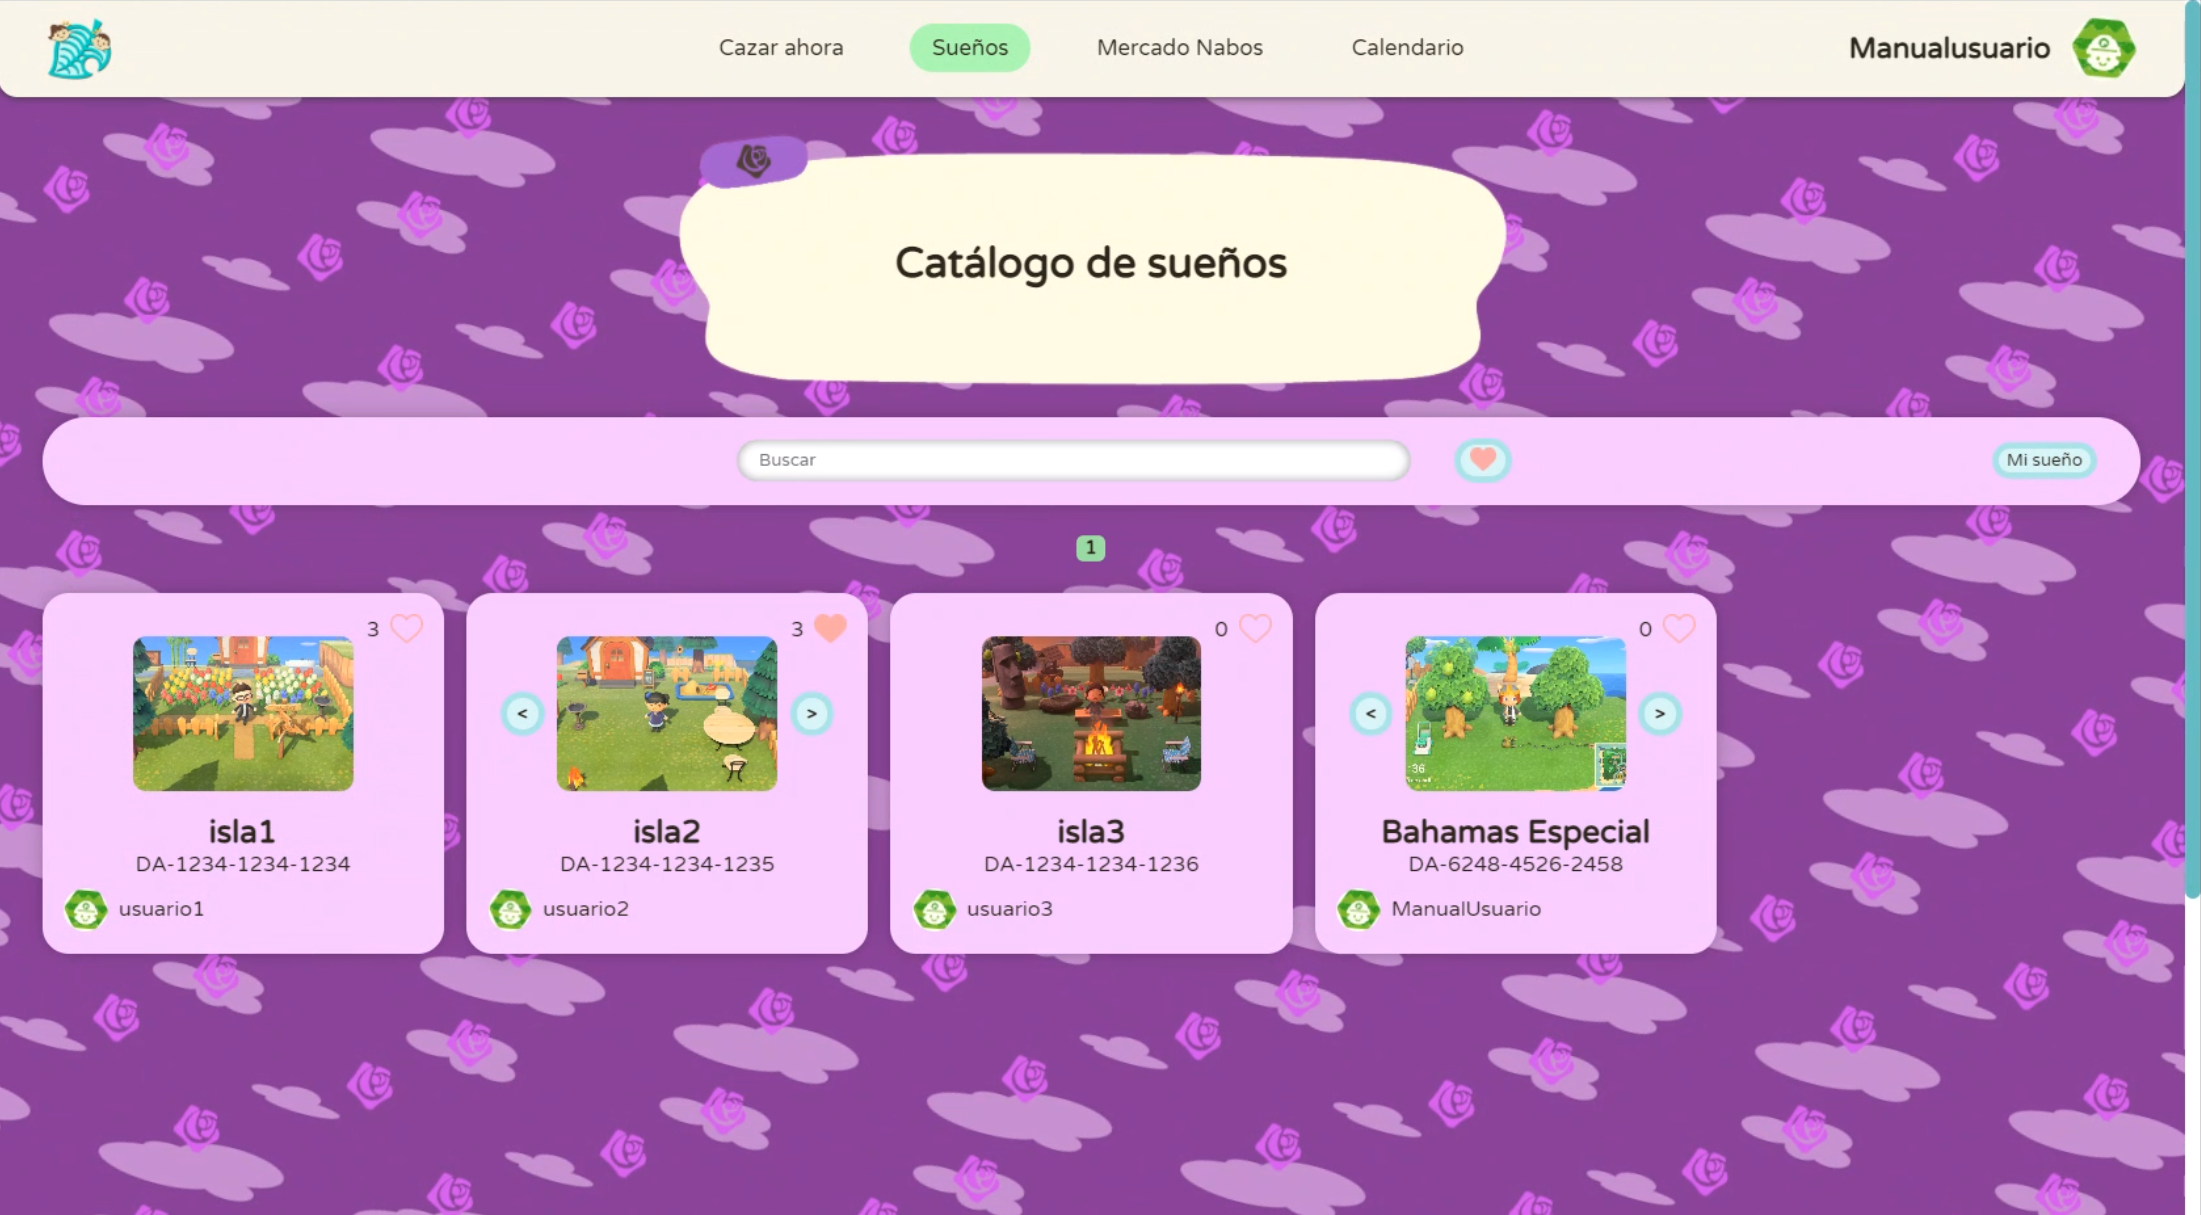 Cazar ahora
Sueños
Mercado Nabos
Calendario
Manualusuario
Catálogo de sueños
Buscar
Mi sueño
1
3
isla1
DA-1234-1234-1234
usuario1
3
<
>
isla2
DA-1234-1234-1235
usuario2
0
isla3
DA-1234-1234-1236
usuario3
0
<
>
36
Bahamas Especial
DA-6248-4526-2458
ManualUsuario